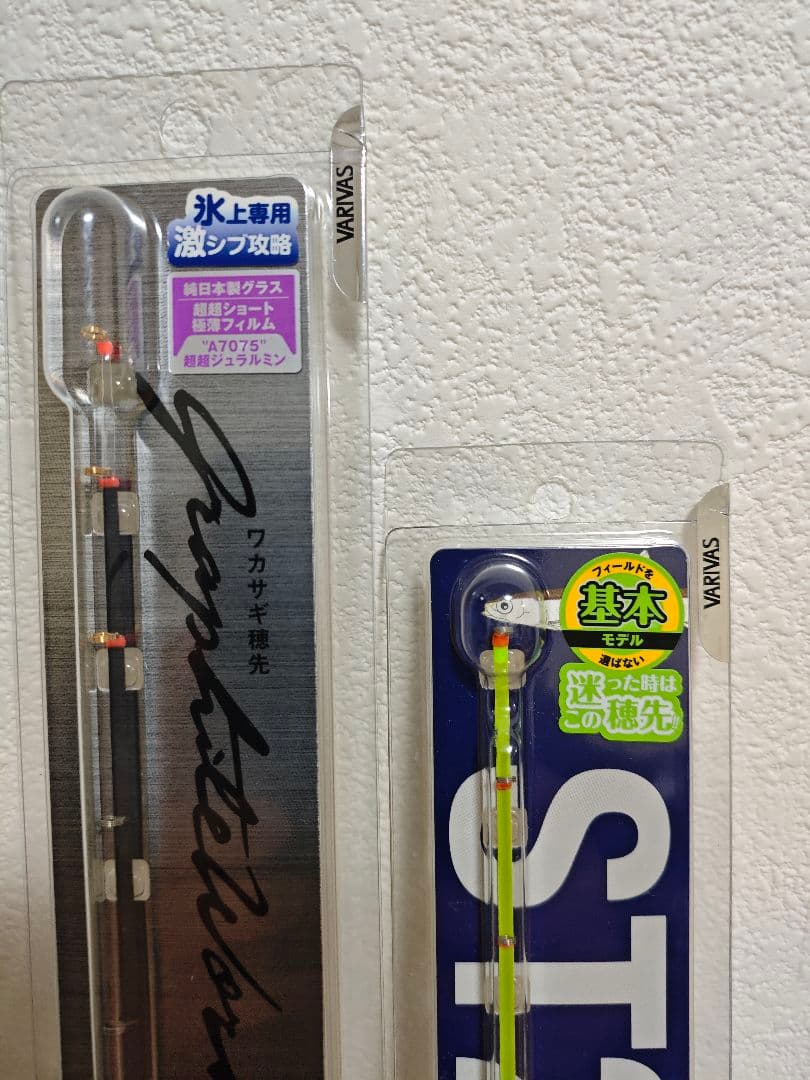 VARIVAS
氷上専用
激シブ攻略
純日本製グラス
超超ショート
極薄フィルム
"A7075"
超超ジュラルミン
ワカサギ穂先
VARIVAS
フィールドを
基本
モデル
選ばない
迷った時は
この穂先!!
ST